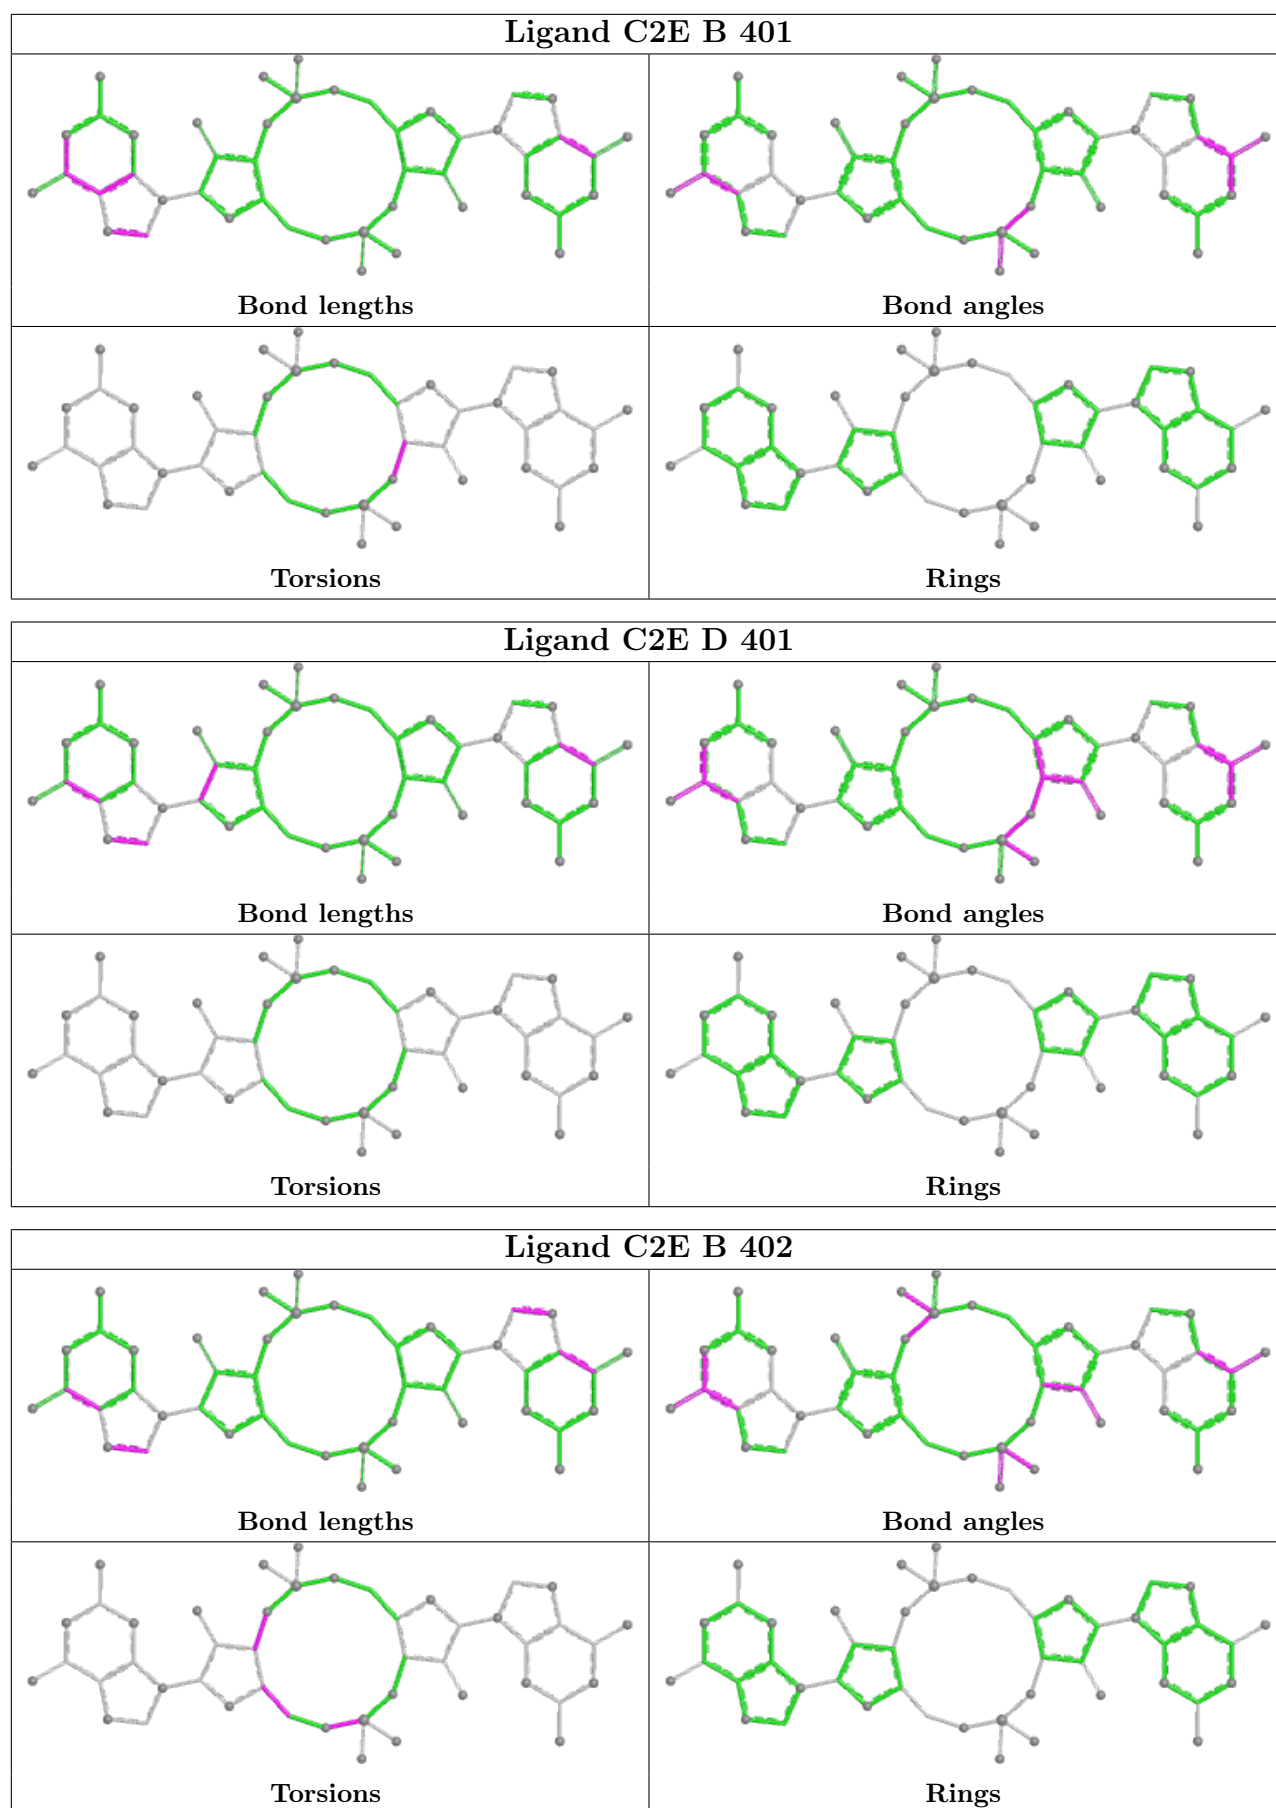 Ligand C2E B 401
Bond lengths
Bond angles
Torsions
Rings
Ligand C2E D 401
Bond lengths
Bond angles
Torsions
Rings
Ligand C2E B 402
Bond lengths
Bond angles
Torsions
Rings